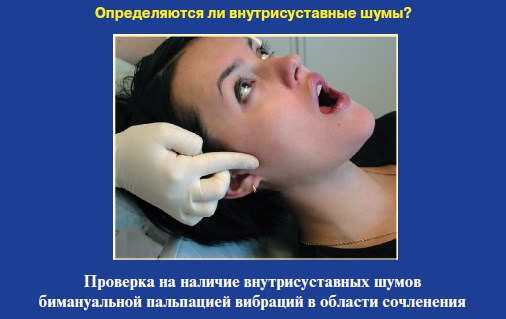 Определяются ли внутрисуставные шумы?
Проверка на наличие внутрисуставных шумов
бимануальной пальпацией вибраций в области сочленения